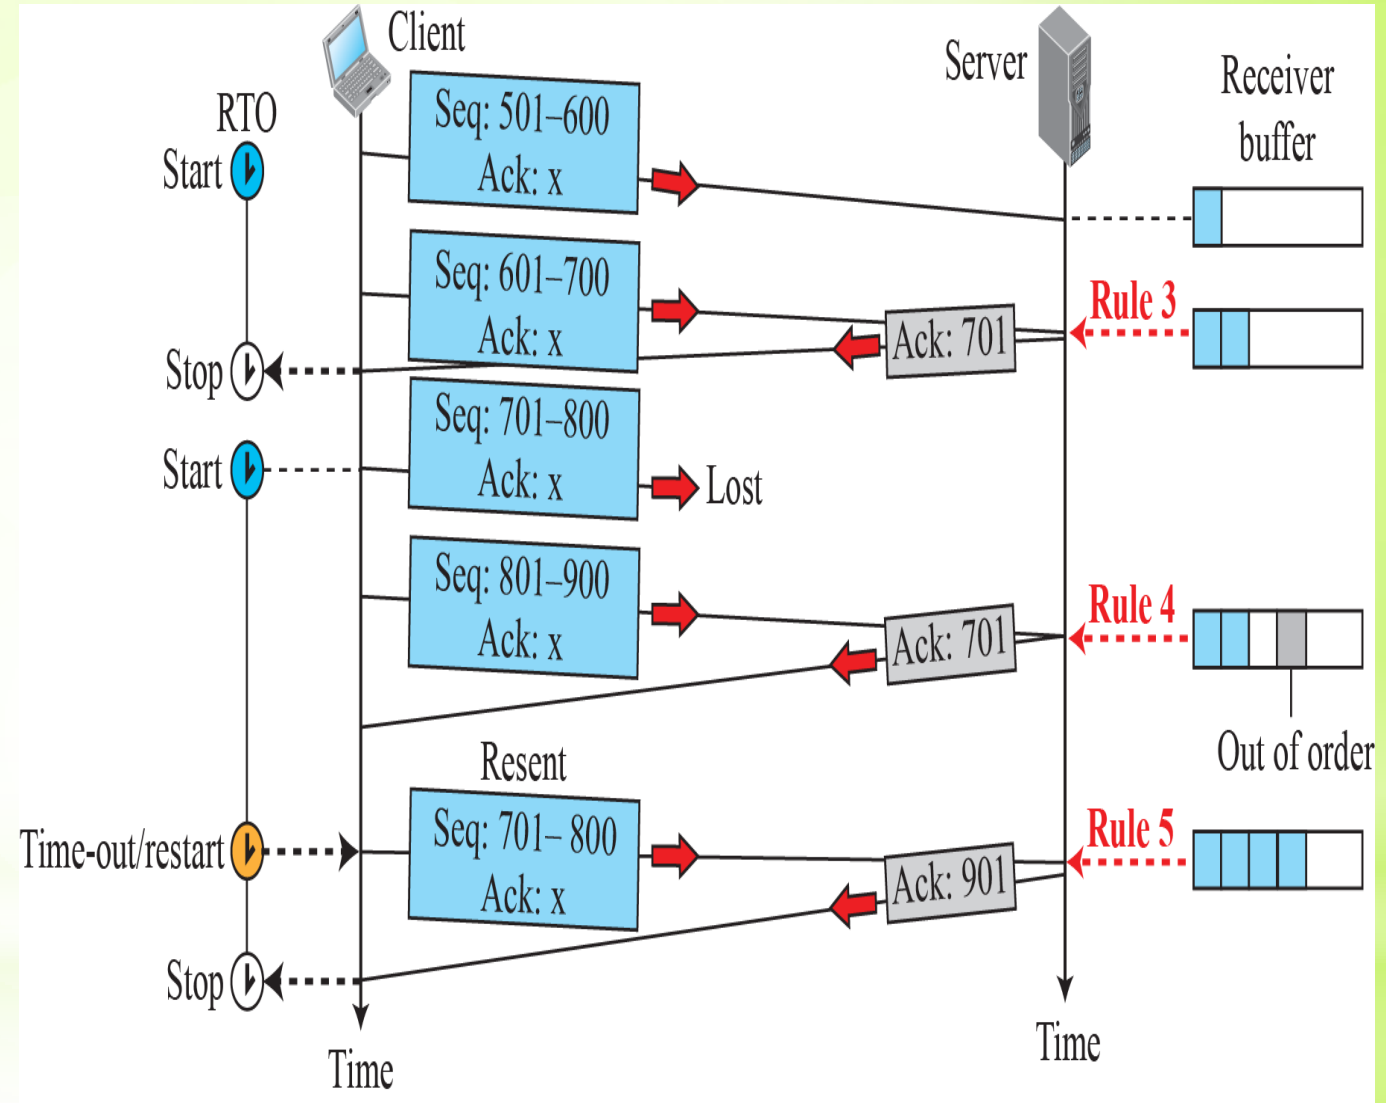 Client
Server
Receiver
buffer
RTO
Start
Seq: 501–600
Ack: x
Seq: 601–700
Ack: x
Rule 3
Ack: 701
Stop
Seq: 701–800
Ack: x
Start
Lost
Seq: 801–900
Ack: x
Rule 4
Ack: 701
Out of order
Resent
Time-out/restart
Seq: 701– 800
Ack: x
Rule 5
Ack: 901
Stop
Time
Time